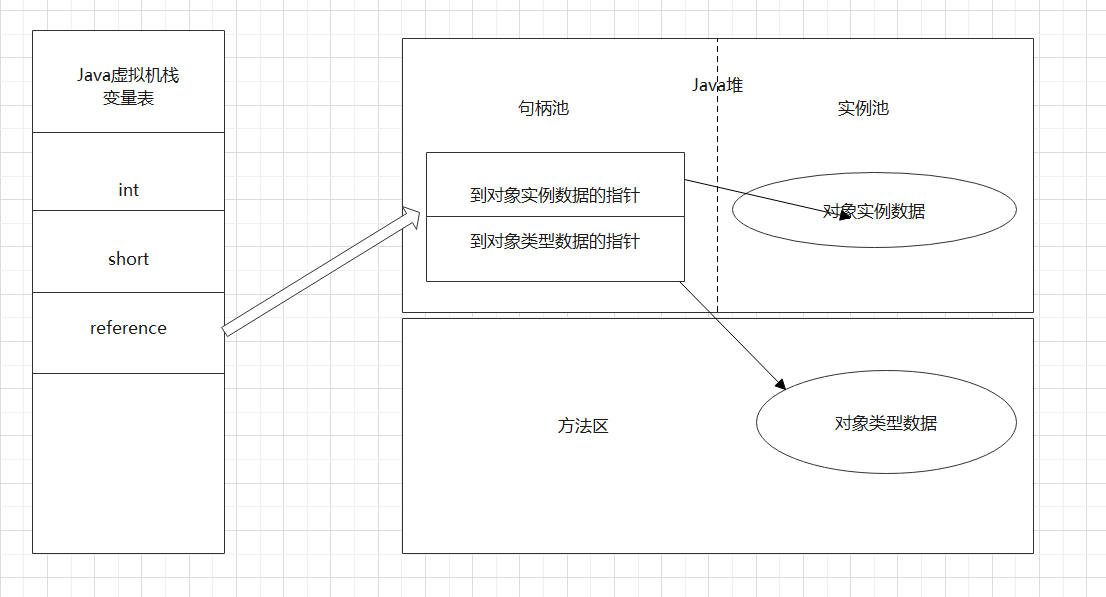 Java虚拟机栈
变量表
int
short
reference
Java堆
句柄池
实例池
到对象实例数据的指针
到对象类型数据的指针
对象实例数据
方法区
对象类型数据